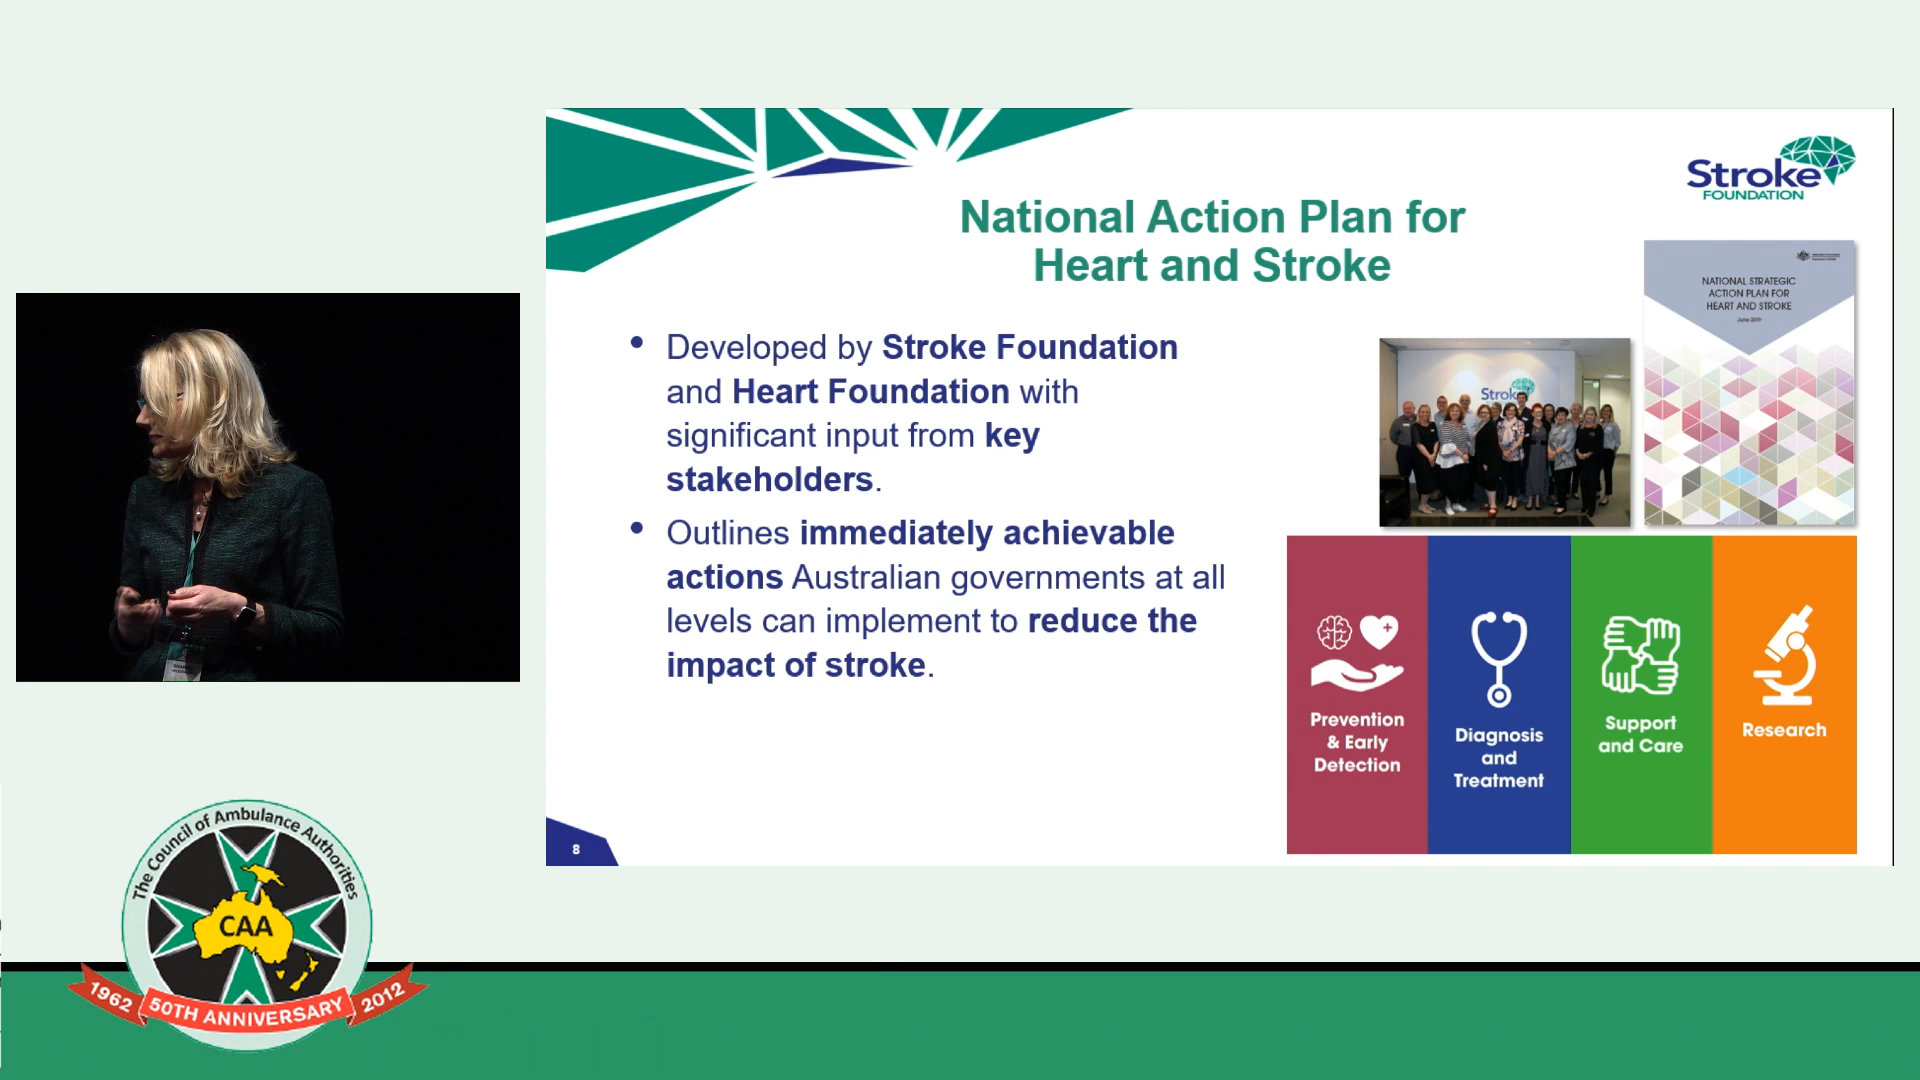 Stroke
FOUNDATION
National Action Plan for
Heart and Stroke
NATIONAL STRATEGIC
ACTION PLAN FOR
HEART AND STROKE
June 2019
• Developed by Stroke Foundation
and Heart Foundation with
significant input from key
stakeholders.
• Outlines immediately achievable
actions Australian governments at all
levels can implement to reduce the
impact of stroke.
Stroke
Prevention
& Early
Detection
Diagnosis
and
Treatment
Support
and Care
Research
8
The Council of Ambulance Authorities
CAA
1962 50TH ANNIVERSARY 2012